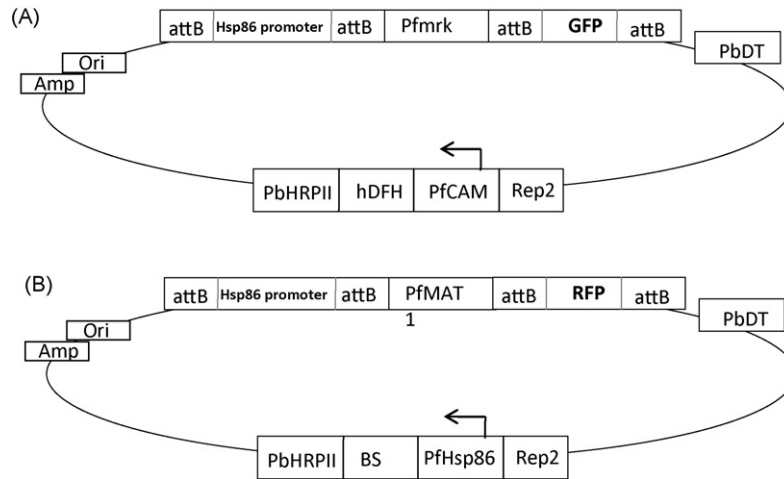 (A)
attB Hsp86 promoter attB Pfmrk attB GFP attB
PbDT
Ori
Amp
PbHRPII hDFH PfCAM Rep2
(B)
attB Hsp86 promoter attB PfMAT attB RFP attB
1
PbDT
Ori
Amp
PbHRPII BS PfHsp86 Rep2